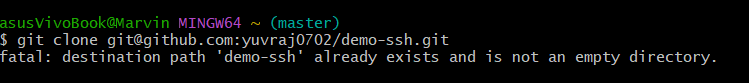 asusVivoBook@Marvin MINGW64 ~ (master)
$ git clone git@github.com:yuvraj0702/demo-ssh.git
fatal: destination path 'demo-ssh' already exists and is not an empty directory.